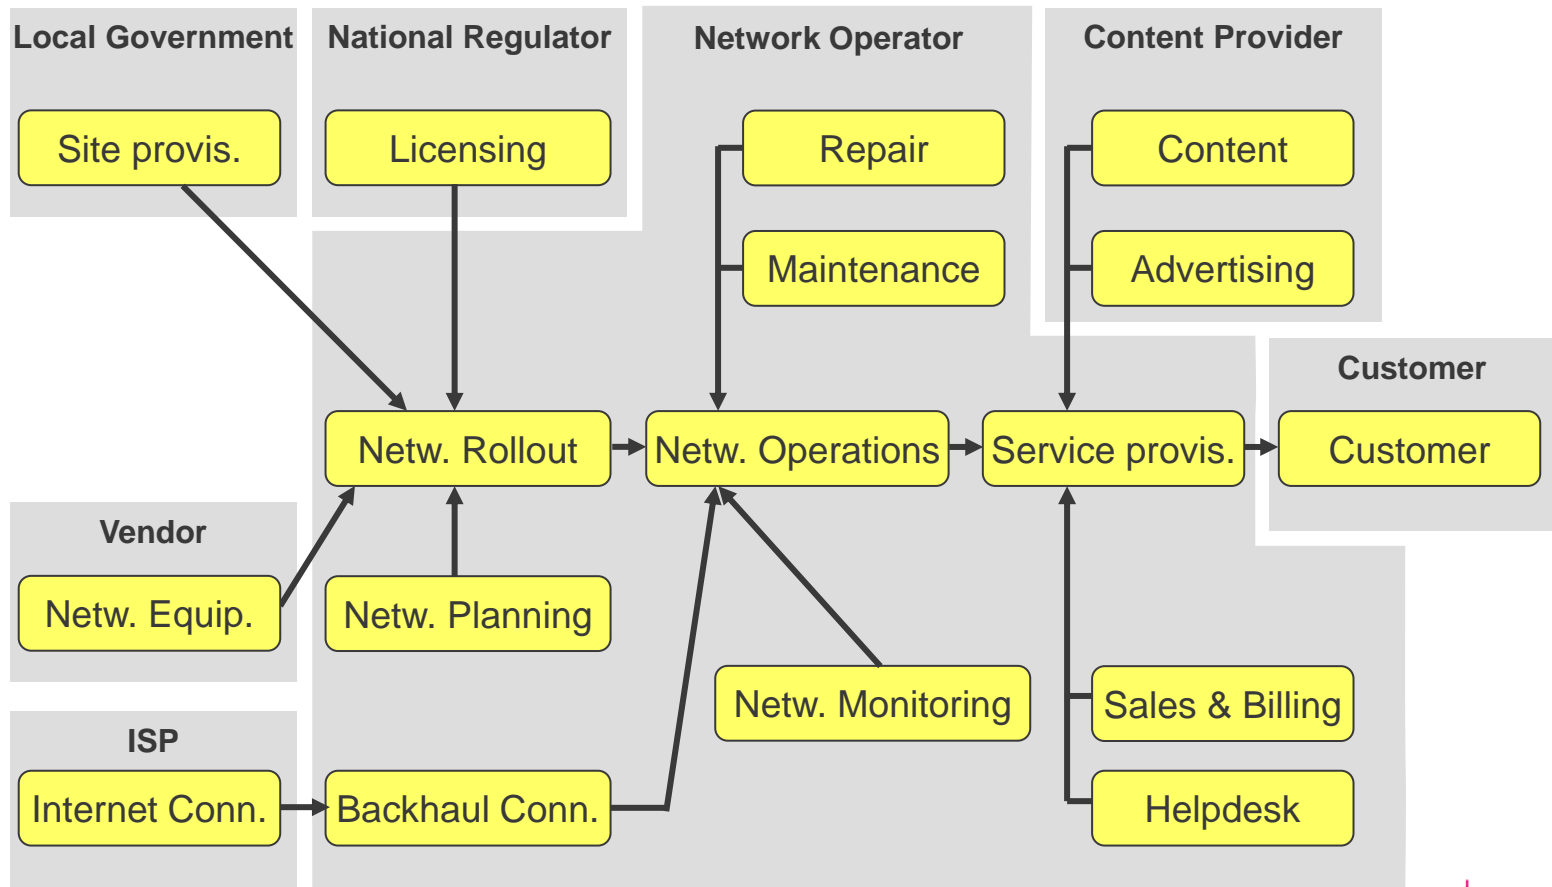 Local Government
National Regulator
Network Operator
Content Provider
Site provis.
Licensing
Repair
Content
Maintenance
Advertising
Customer
Netw. Rollout
Netw. Operations
Service provis.
Customer
Vendor
Netw. Equip.
Netw. Planning
Netw. Monitoring
Sales & Billing
ISP
Internet Conn.
Backhaul Conn.
Helpdesk